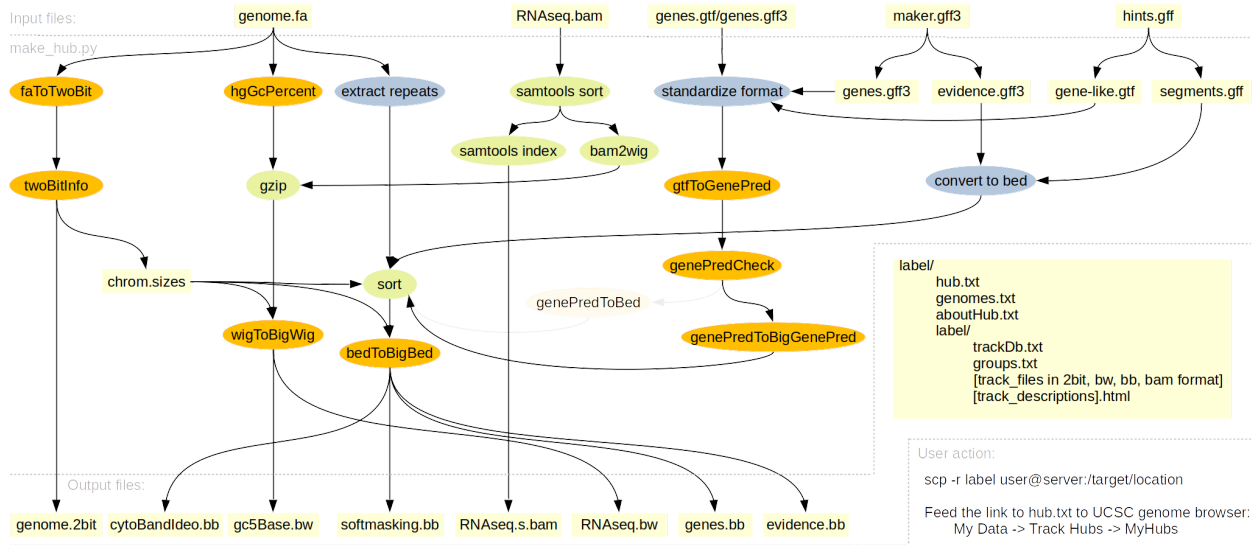 Input files:
genome.fa
RNAseq.bam
genes.gtf/genes.gff3
maker.gff3
hints.gff
make_hub.py
faToTwoBit
hgGcPercent
extract repeats
samtools sort
standardize format
genes.gff3
evidence.gff3
gene-like.gtf
segments.gff
samtools index
bam2wig
twoBitInfo
gzip
gtfToGenePred
convert to bed
genePredCheck
chrom.sizes
sort
genePredToBed
wigToBigWig
bedToBigBed
genePredToBigGenePred
label/
hub.txt
genomes.txt
aboutHub.txt
label/
trackDb.txt
groups.txt
[track_files in 2bit, bw, bb, bam format]
[track_descriptions].html
User action:
scp -r label user@server:/target/location
Feed the link to hub.txt to UCSC genome browser:
My Data -> Track Hubs -> MyHubs
Output files:
genome.2bit
cytoBandIdeo.bb
gc5Base.bw
softmasking.bb
RNAseq.s.bam
RNAseq.bw
genes.bb
evidence.bb